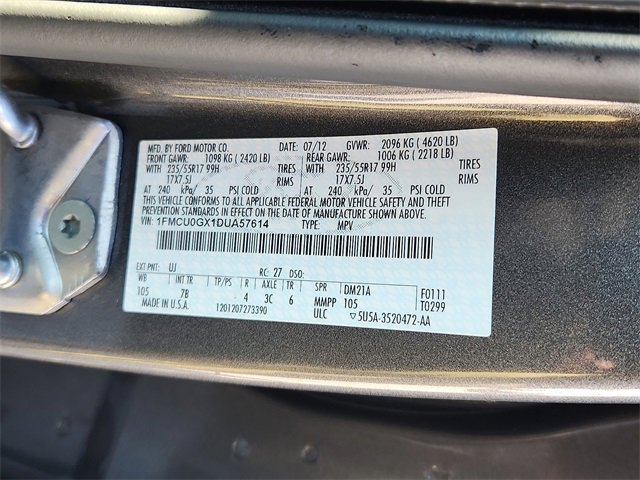 MFD. BY FORD MOTOR CO. DATE: 07/12 GVWR: 2096 KG ( 4620 LB)
FRONT GAWR: 1098 KG ( 2420 LB) REAR GAWR: 1006 KG ( 2218 LB)
WITH 235/55R17 99H TIRES WITH 235/55R17 99H TIRES
17X7.5J RIMS 17X7.5J RIMS
AT 240 kPa/ 35 PSI COLD AT 240 kPa/ 35 PSI COLD
THIS VEHICLE CONFORMS TO ALL APPLICABLE
FEDERAL MOTOR VEHICLE SAFETY STANDARDS IN
EFFECT ON THE DATE OF MANUFACTURE SHOWN ABOVE.
VIN: 1FMCU0GX1DUA57614 TYPE: MPV
EXT PNT: UJ RC: 27 DSO:
WB INT TR TP/PS R AXLE TR SPR DM21A F0111
105 7B 4 3C 6 MMPP 105 T0299
MADE IN U.S.A. 1201207273390 ULC 5U5A-3520472-AA